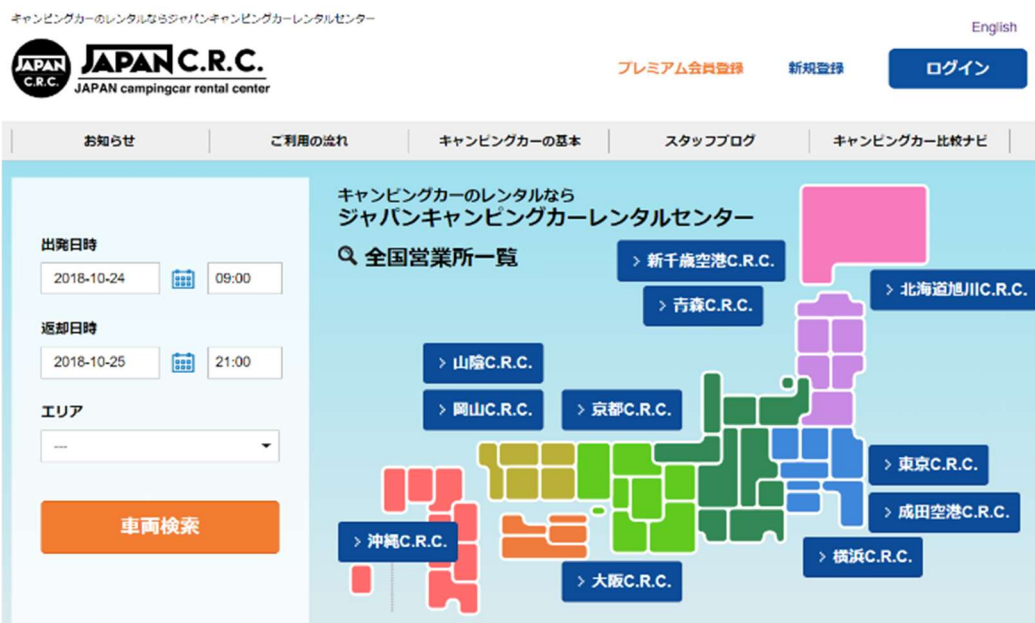 キャンピングカーのレンタルならジャパンキャンピングカーレンタルセンター
English
JAPAN
C.R.C.
JAPAN C.R.C.
JAPAN campingcar rental center
プレミアム会員登録
新規登録
ログイン
お知らせ
ご利用の流れ
キャンピングカーの基本
スタッフブログ
キャンピングカー比較ナビ
出発日時
2018-10-24
09:00
返却日時
2018-10-25
21:00
エリア
---
車両検索
キャンピングカーのレンタルなら
ジャパンキャンピングカーレンタルセンター
全国営業所一覧
> 新千歳空港C.R.C.
> 北海道旭川C.R.C.
> 青森C.R.C.
> 山陰C.R.C.
> 岡山C.R.C.
> 京都C.R.C.
> 東京C.R.C.
> 成田空港C.R.C.
> 沖縄C.R.C.
> 横浜C.R.C.
> 大阪C.R.C.